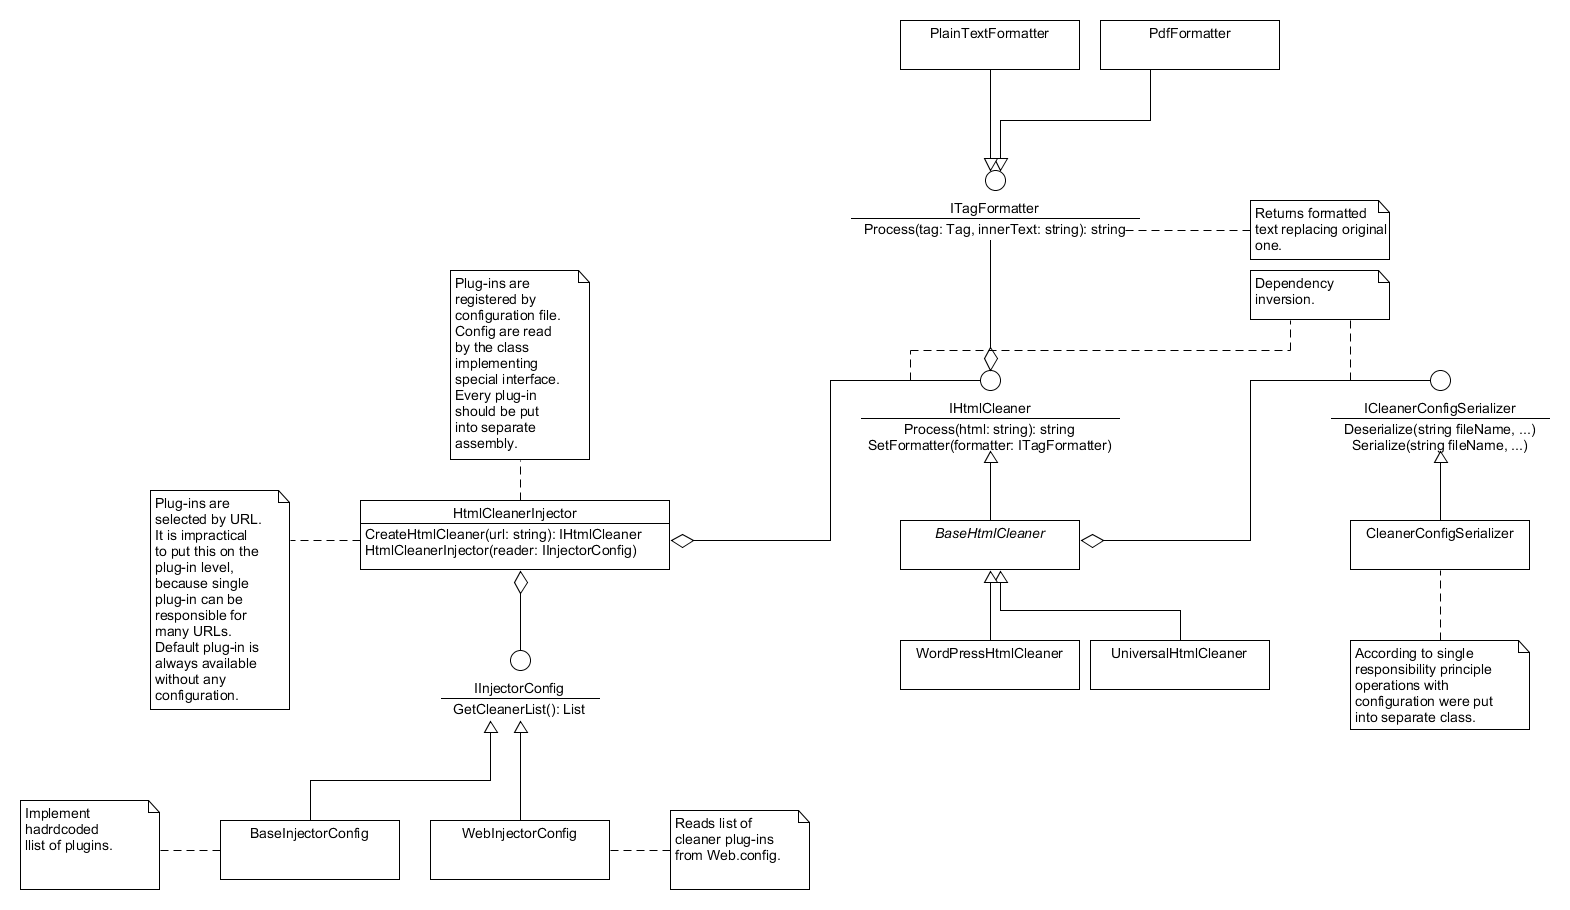 PlainTextFormatter
PdfFormatter
ITagFormatter
Process(tag: Tag, innerText: string): string
Returns formatted
text replacing original
one.
Dependency
inversion.
Plug-ins are
registered by
configuration file.
Config are read
by the class
implementing
special interface.
Every plug-in
should be put
into separate
assembly.
IHtmlCleaner
Process(html: string): string
SetFormatter(formatter: ITagFormatter)
ICleanerConfigSerializer
Deserialize(string fileName, ...)
Serialize(string fileName, ...)
Plug-ins are
selected by URL.
It is impractical
to put this on the
plug-in level,
because single
plug-in can be
responsible for
many URLs.
Default plug-in is
always available
without any
configuration.
HtmlCleanerInjector
CreateHtmlCleaner(url: string): IHtmlCleaner
HtmlCleanerInjector(reader: IInjectorConfig)
BaseHtmlCleaner
CleanerConfigSerializer
WordPressHtmlCleaner
UniversalHtmlCleaner
According to single
responsibility principle
operations with
configuration were put
into separate class.
IInjectorConfig
GetCleanerList(): List
Implement
hadrdcoded
llist of plugins.
BaseInjectorConfig
WebInjectorConfig
Reads list of
cleaner plug-ins
from Web.config.